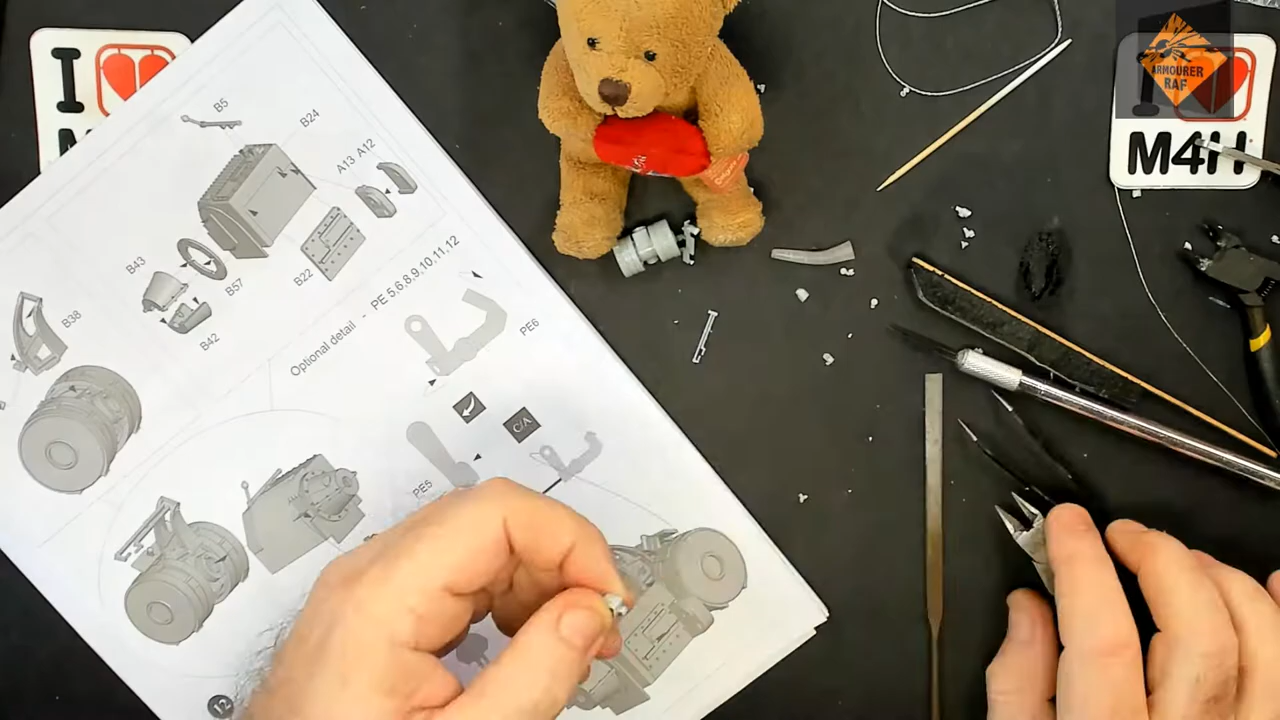 I
M
B5
B24
A13 A12
B43
B57
B22
B38
B42
Optional detail - PE 5,6,8,9,10,11,12
PE6
C/A
PE5
12
ARMOURER
RAF
I
M4H